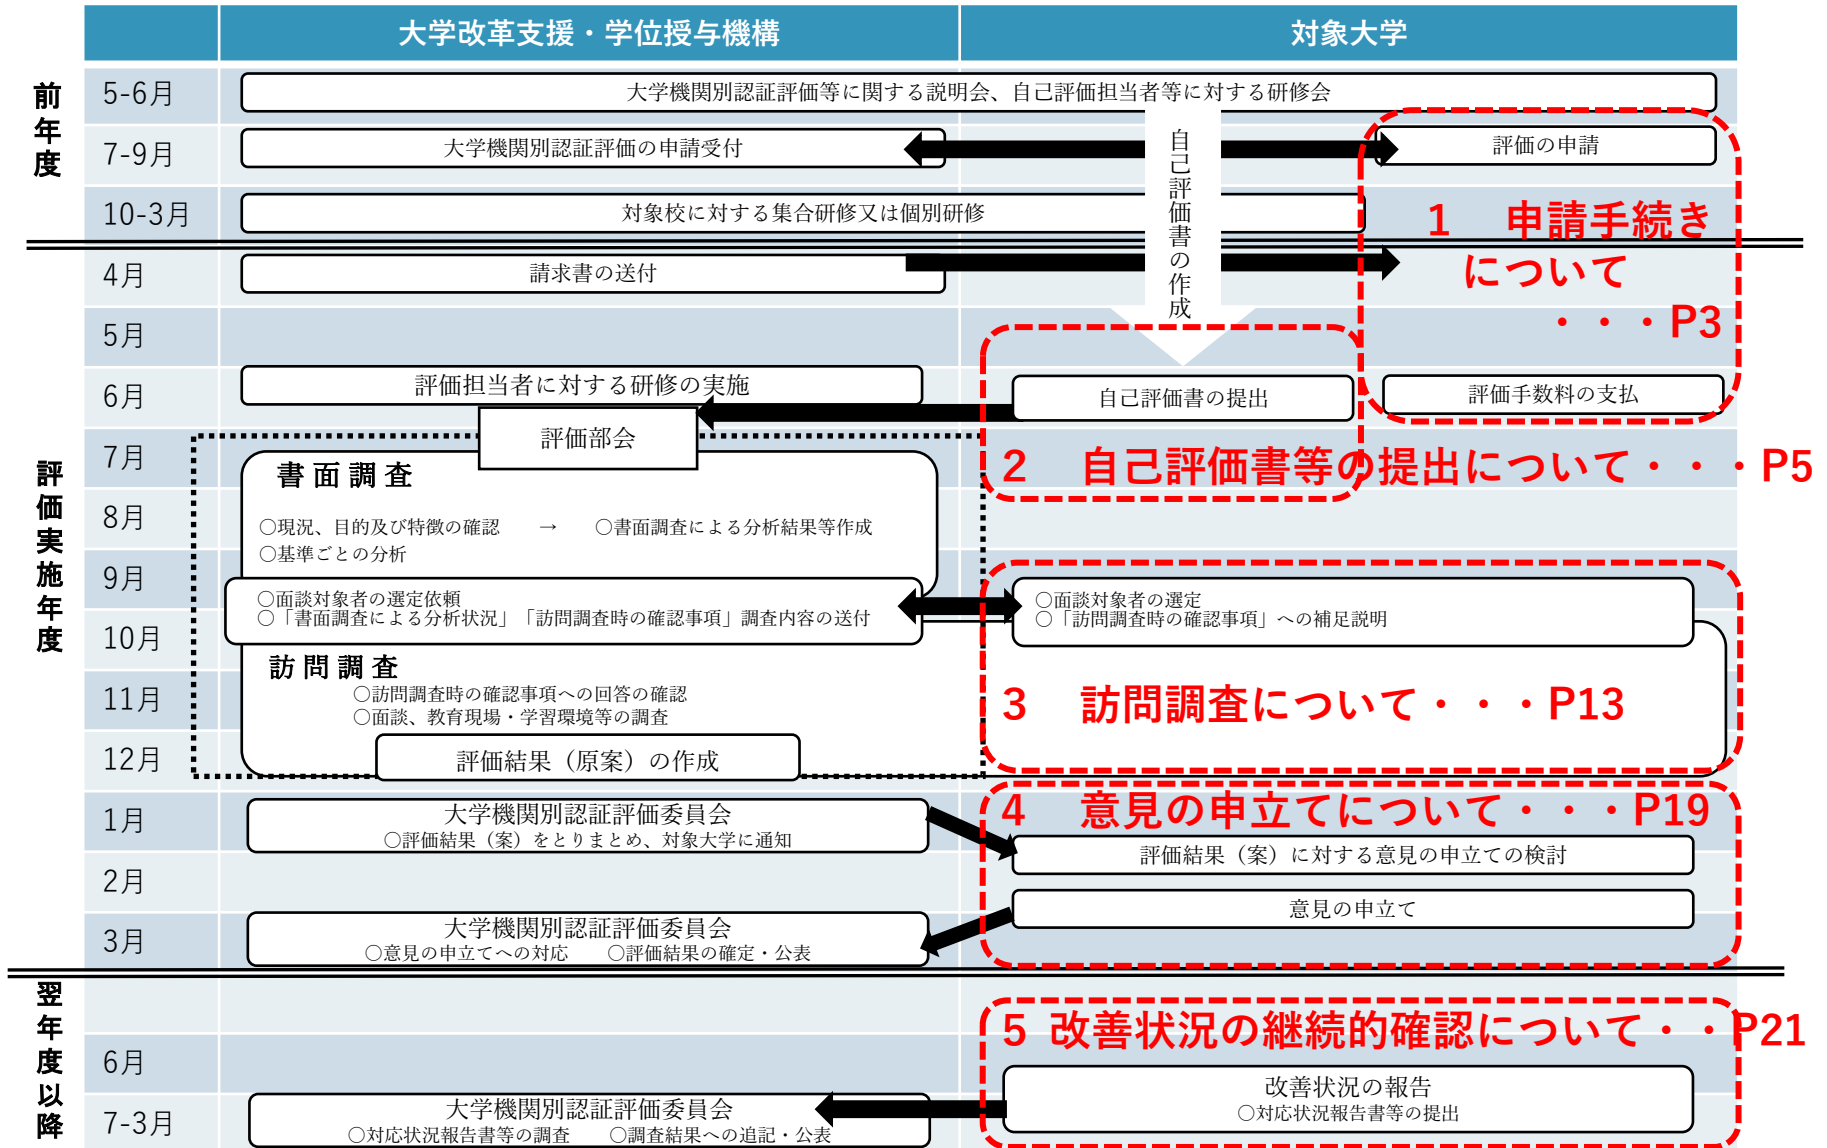 大学改革支援・学位授与機構
対象大学
前年度
5-6月
大学機関別認証評価等に関する説明会、自己評価担当者等に対する研修会
7-9月
大学機関別認証評価の申請受付
評価の申請
自己評価書の作成
10-3月
対象校に対する集合研修又は個別研修
1 申請手続き
について
・・・P3
評価実施年度
4月
請求書の送付
5月
6月
評価担当者に対する研修の実施
自己評価書の提出
評価手数料の支払
評価部会
7月
書面調査
2 自己評価書等の提出について・・・P5
8月
○現況、目的及び特徴の確認 → ○書面調査による分析結果等作成
○基準ごとの分析
9月
○面談対象者の選定依頼
○「書面調査による分析状況」「訪問調査時の確認事項」調査内容の送付
○面談対象者の選定
○「訪問調査時の確認事項」への補足説明
10月
訪問調査
11月
○訪問調査時の確認事項への回答の確認
○面談、教育現場・学習環境等の調査
3 訪問調査について・・・P13
12月
評価結果（原案）の作成
1月
大学機関別認証評価委員会
○評価結果（案）をとりまとめ、対象大学に通知
4 意見の申立てについて・・・P19
評価結果（案）に対する意見の申立ての検討
2月
意見の申立て
3月
大学機関別認証評価委員会
○意見の申立てへの対応 ○評価結果の確定・公表
翌年度以降
5 改善状況の継続的確認について・・P21
6月
改善状況の報告
○対応状況報告書等の提出
7-3月
大学機関別認証評価委員会
○対応状況報告書等の調査 ○調査結果への追記・公表